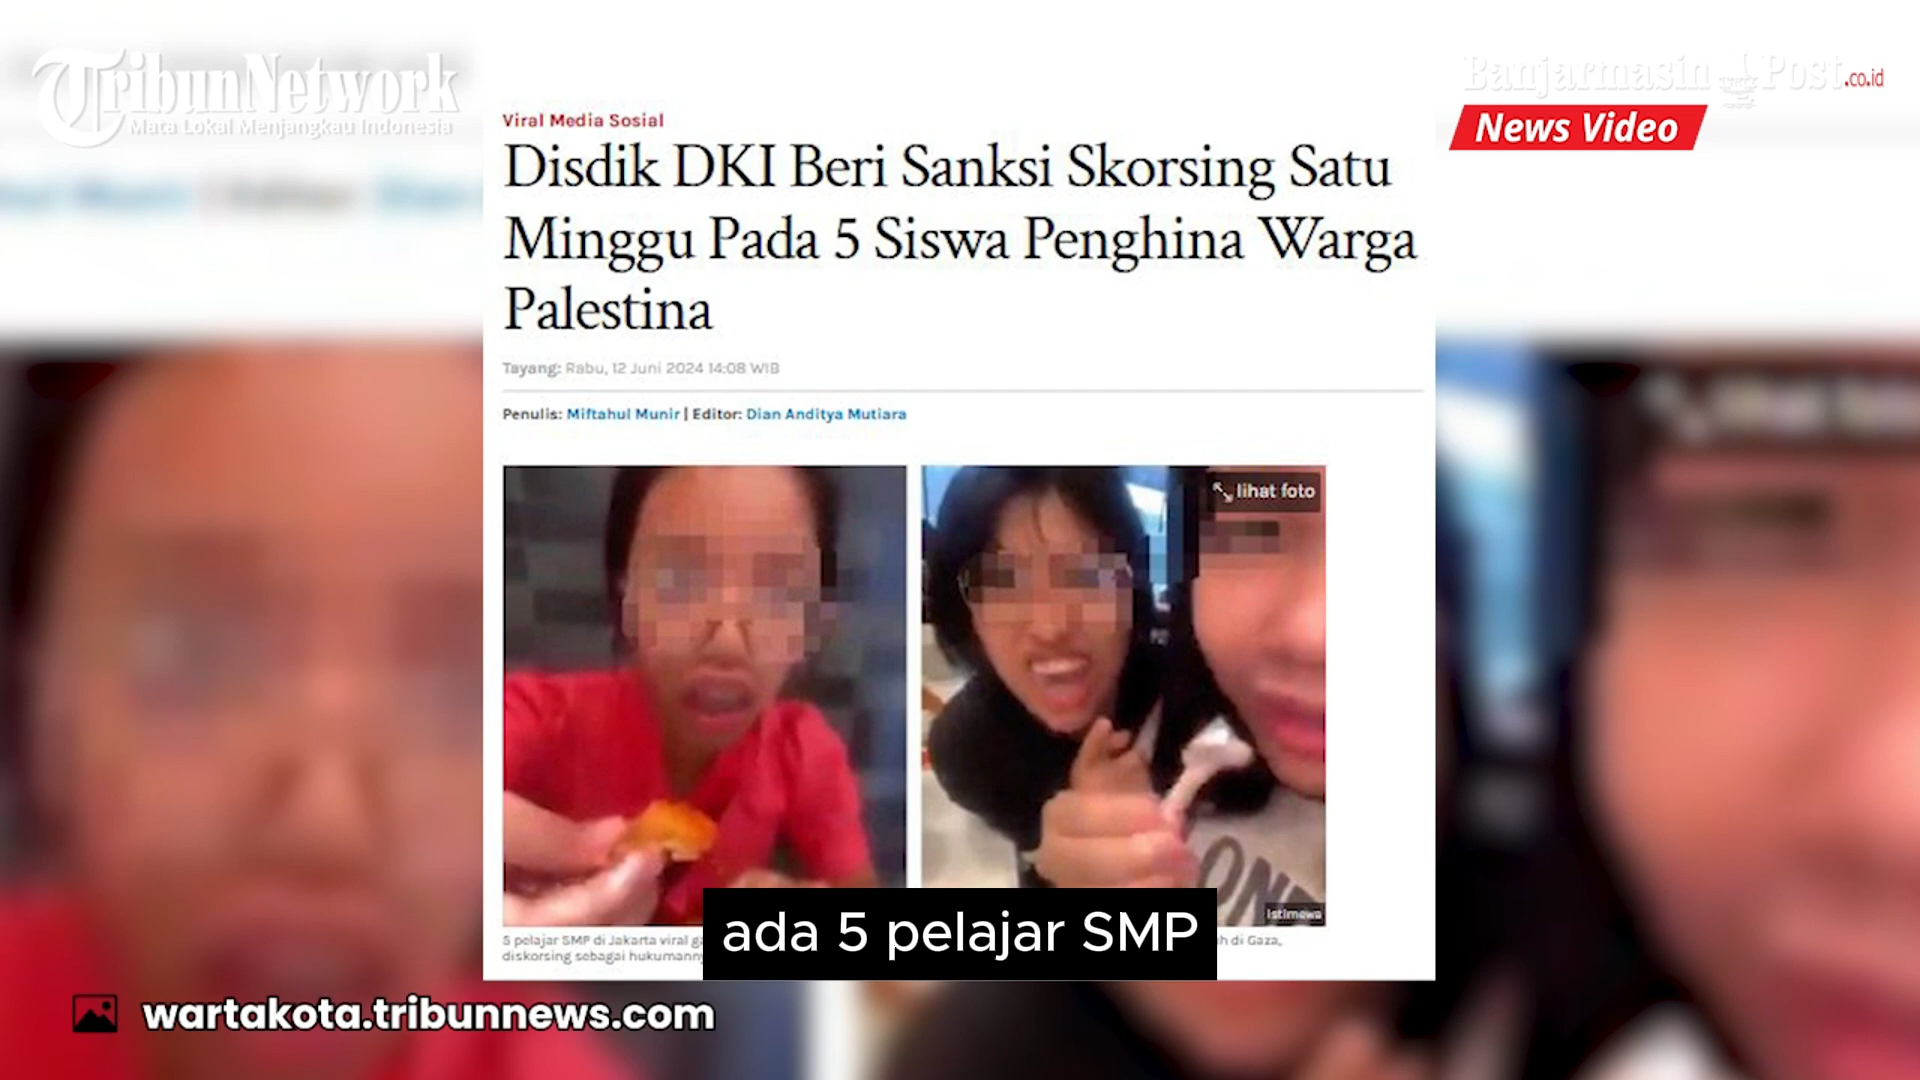 TribunNetwork
Mata Lokal Menjangkau Indonesia
Banjarmasin Post.co.id
News Video
Viral Media Sosial
Disdik DKI Beri Sanksi Skorsing Satu
Minggu Pada 5 Siswa Penghina Warga
Palestina
Tayang: Rabu, 12 Juni 2024 14:08 WIB
Penulis: Miftahul Munir | Editor: Dian Anditya Mutiara
lihat foto
Istimewa
5 pelajar SMP di Jakarta viral
di Gaza,
diskorsing sebagai
ada 5 pelajar SMP
wartakota.tribunnews.com